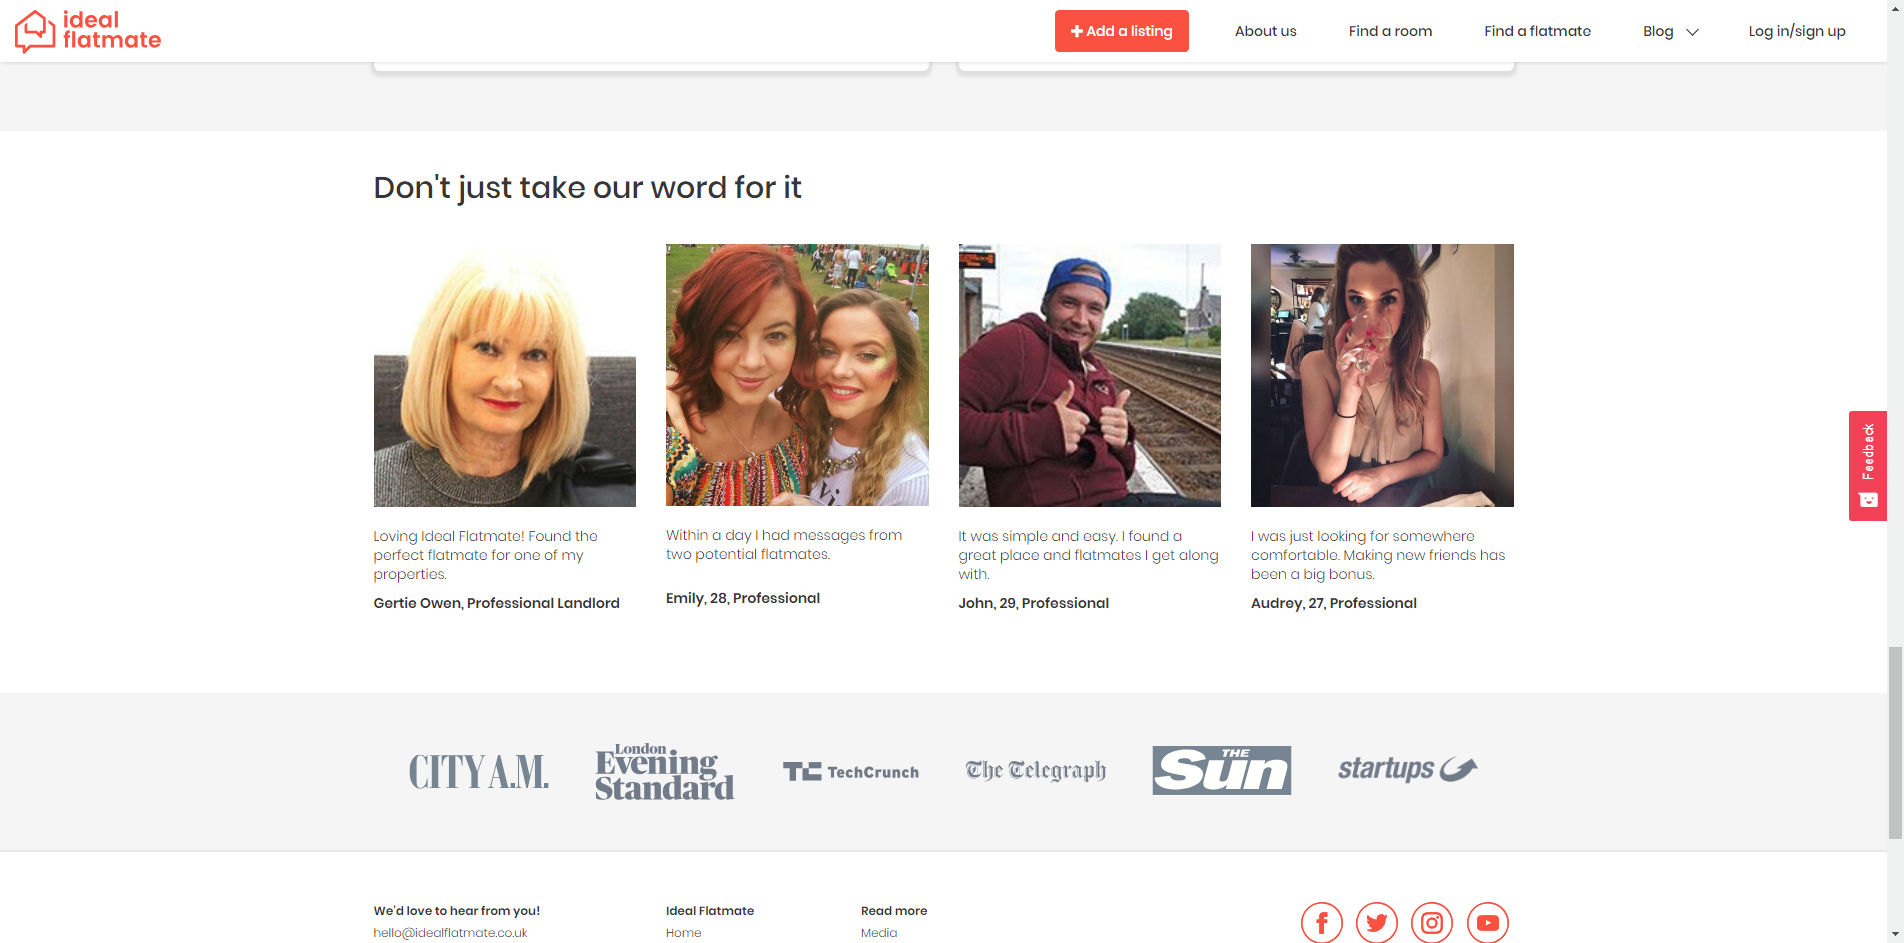 ideal
flatmate
Add a listing
About us
Find a room
Find a flatmate
Blog
Log in/sign up
Don't just take our word for it
Loving Ideal Flatmate! Found the
perfect flatmate for one of my
properties.
Gertie Owen, Professional Landlord
Within a day I had messages from
two potential flatmates.
Emily, 28, Professional
It was simple and easy. I found a
great place and flatmates I get along
with.
John, 29, Professional
I was just looking for somewhere
comfortable. Making new friends has
been a big bonus.
Audrey, 27, Professional
Feedback
CITY A.M.
London
Evening
Standard
TC TechCrunch
The Telegraph
THE
Sun
startups
We'd love to hear from you!
hello@idealflatmate.co.uk
Ideal Flatmate
Home
Read more
Media